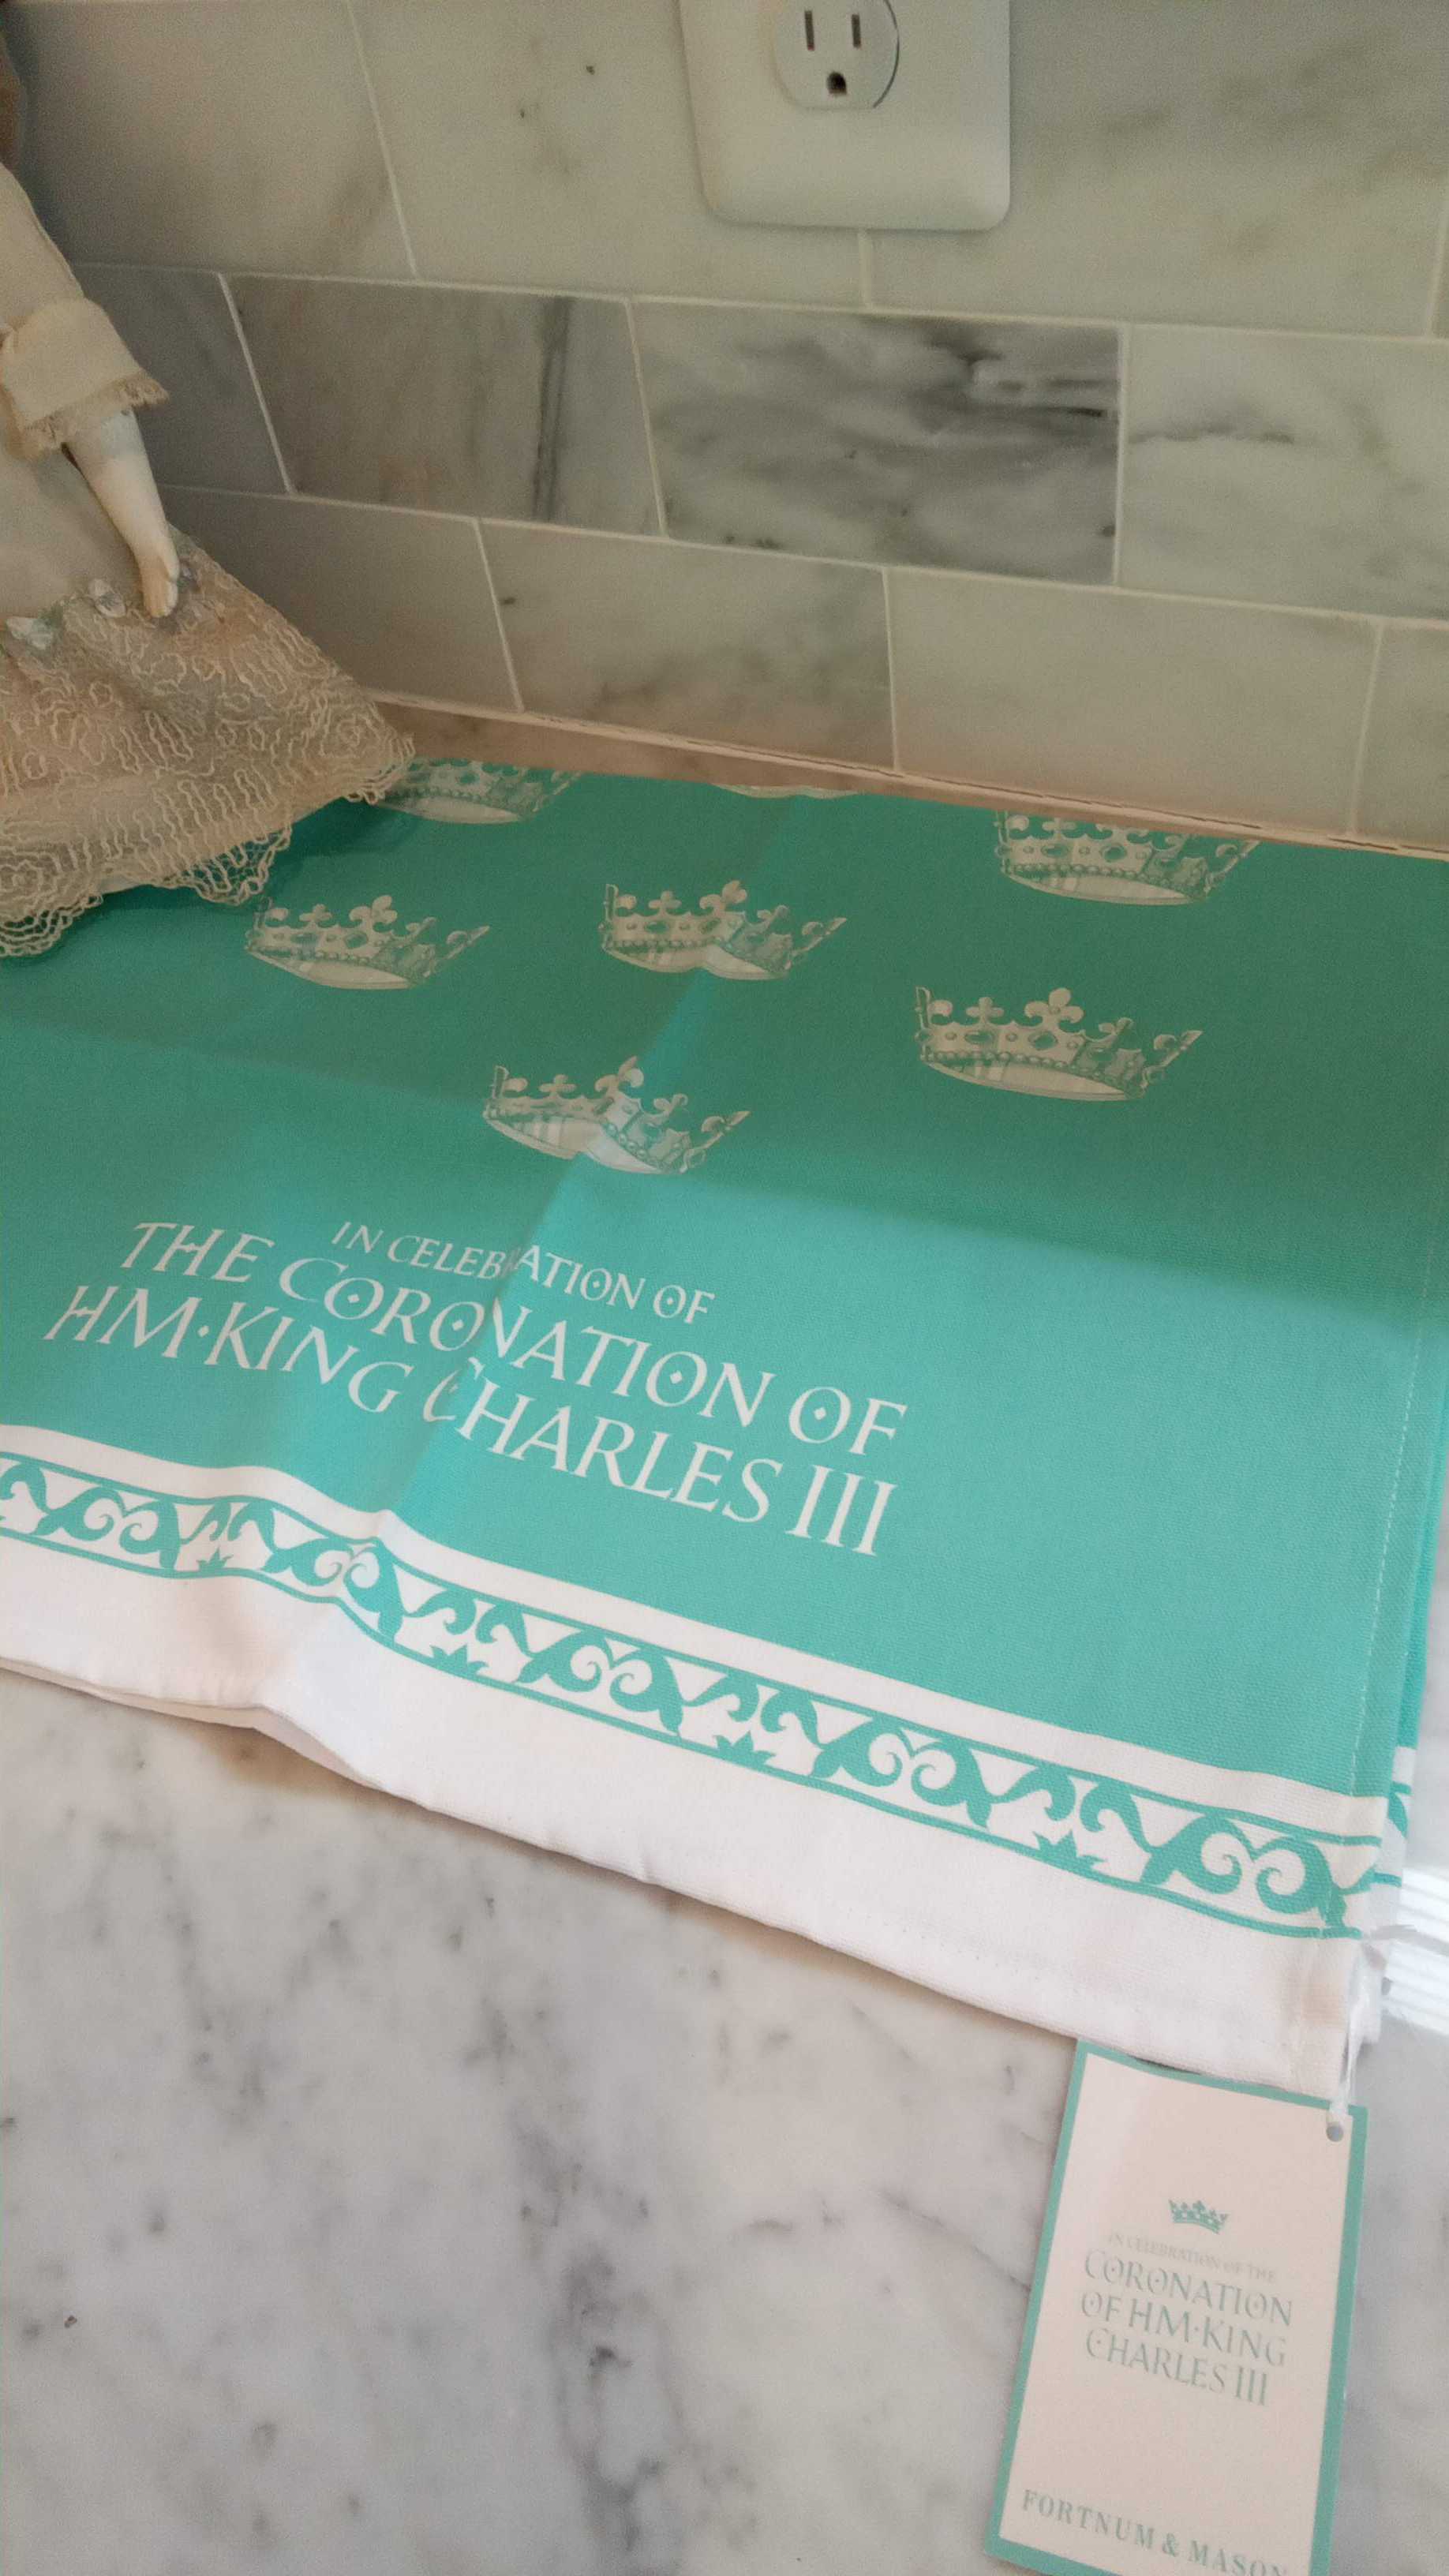 IN CELEBRATION OF
THE CORONATION OF
HM·KING CHARLES III
IN CELEBRATION OF THE
CORONATION
OF HM·KING
CHARLES III
FORTNUM & MASON